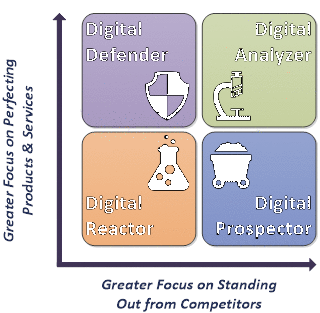 Greater Focus on Perfecting
Products & Services
Digital
Defender
Digital
Analyzer
Digital
Reactor
Digital
Prospector
Greater Focus on Standing
Out from Competitors